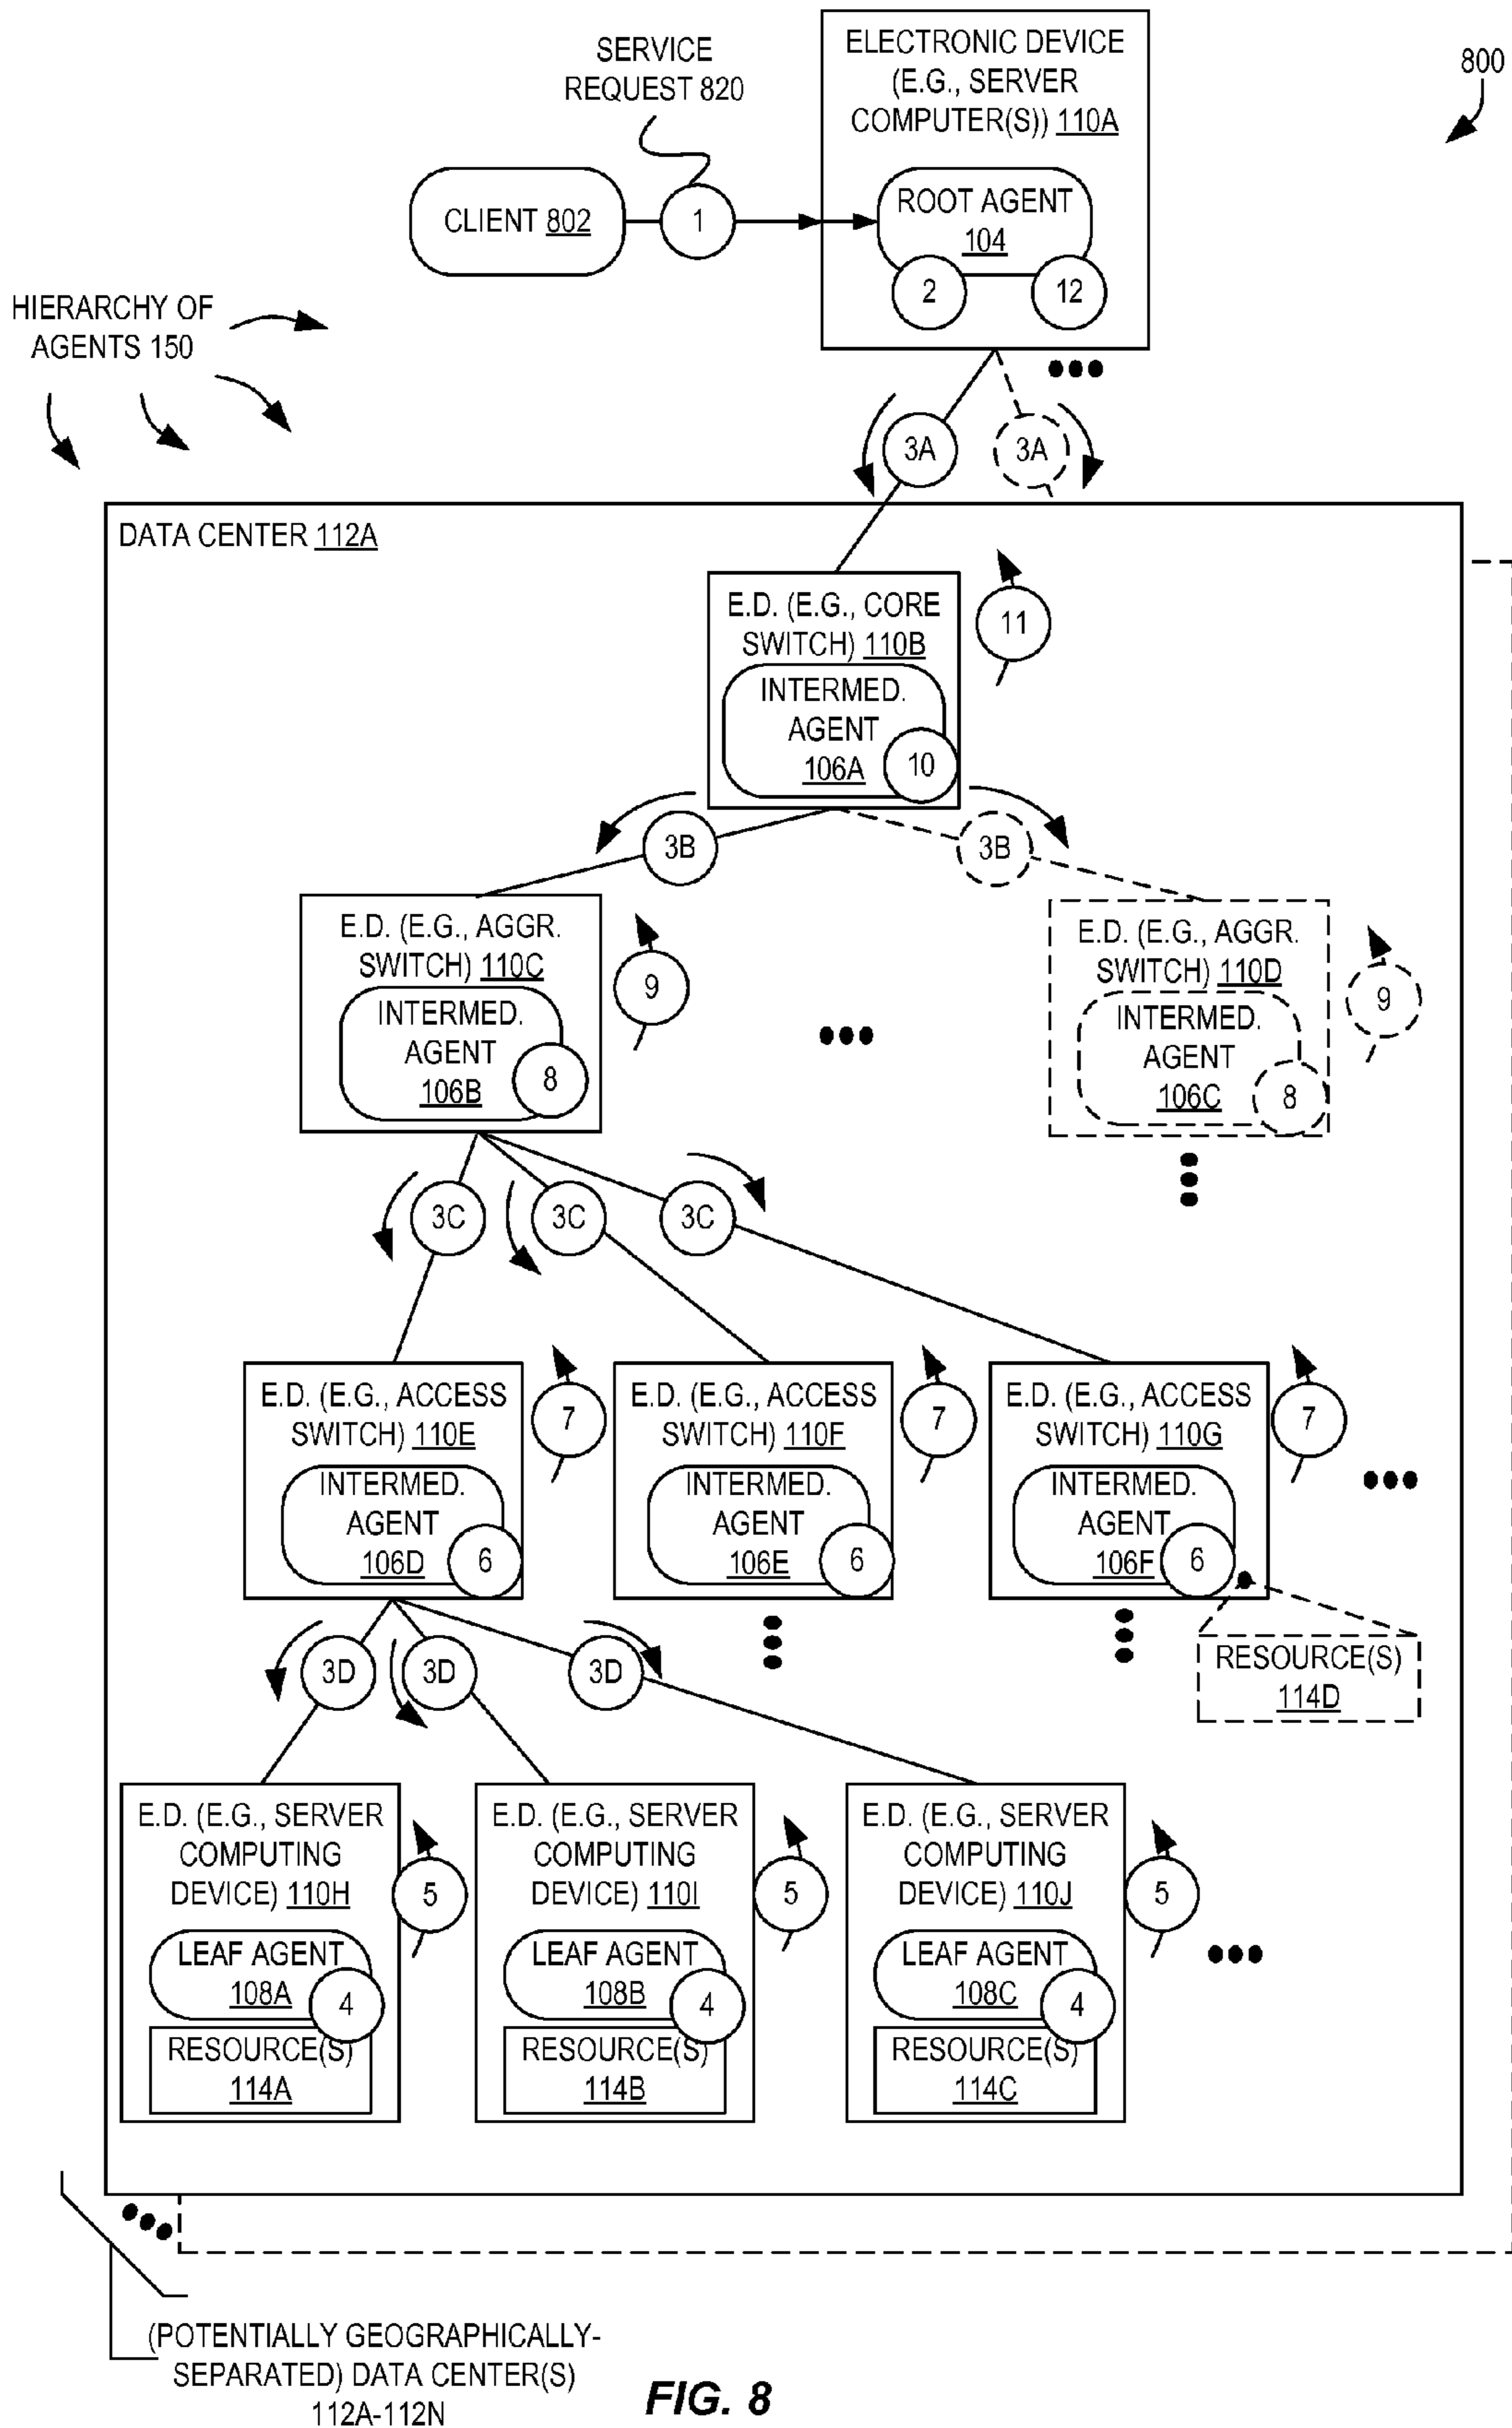 800
SERVICE
REQUEST 820
ELECTRONIC DEVICE
(E.G., SERVER
COMPUTER(S)) 110A
CLIENT 802
1
ROOT AGENT
104
2
12
HIERARCHY OF
AGENTS 150
3A
3A
DATA CENTER 112A
E.D. (E.G., CORE
SWITCH) 110B
INTERMED.
AGENT
106A
10
11
3B
3B
E.D. (E.G., AGGR.
SWITCH) 110C
INTERMED.
AGENT
106B
8
9
E.D. (E.G., AGGR.
SWITCH) 110D
INTERMED.
AGENT
106C
8
9
3C
3C
3C
E.D. (E.G., ACCESS
SWITCH) 110E
INTERMED.
AGENT
106D
6
7
E.D. (E.G., ACCESS
SWITCH) 110F
INTERMED.
AGENT
106E
6
7
E.D. (E.G., ACCESS
SWITCH) 110G
INTERMED.
AGENT
106F
6
7
RESOURCE(S)
114D
3D
3D
3D
E.D. (E.G., SERVER
COMPUTING
DEVICE) 110H
LEAF AGENT
108A
4
RESOURCE(S)
114A
5
E.D. (E.G., SERVER
COMPUTING
DEVICE) 110I
LEAF AGENT
108B
4
RESOURCE(S)
114B
5
E.D. (E.G., SERVER
COMPUTING
DEVICE) 110J
LEAF AGENT
108C
4
RESOURCE(S)
114C
5
(POTENTIALLY GEOGRAPHICALLY-
SEPARATED) DATA CENTER(S)
112A-112N
FIG. 8